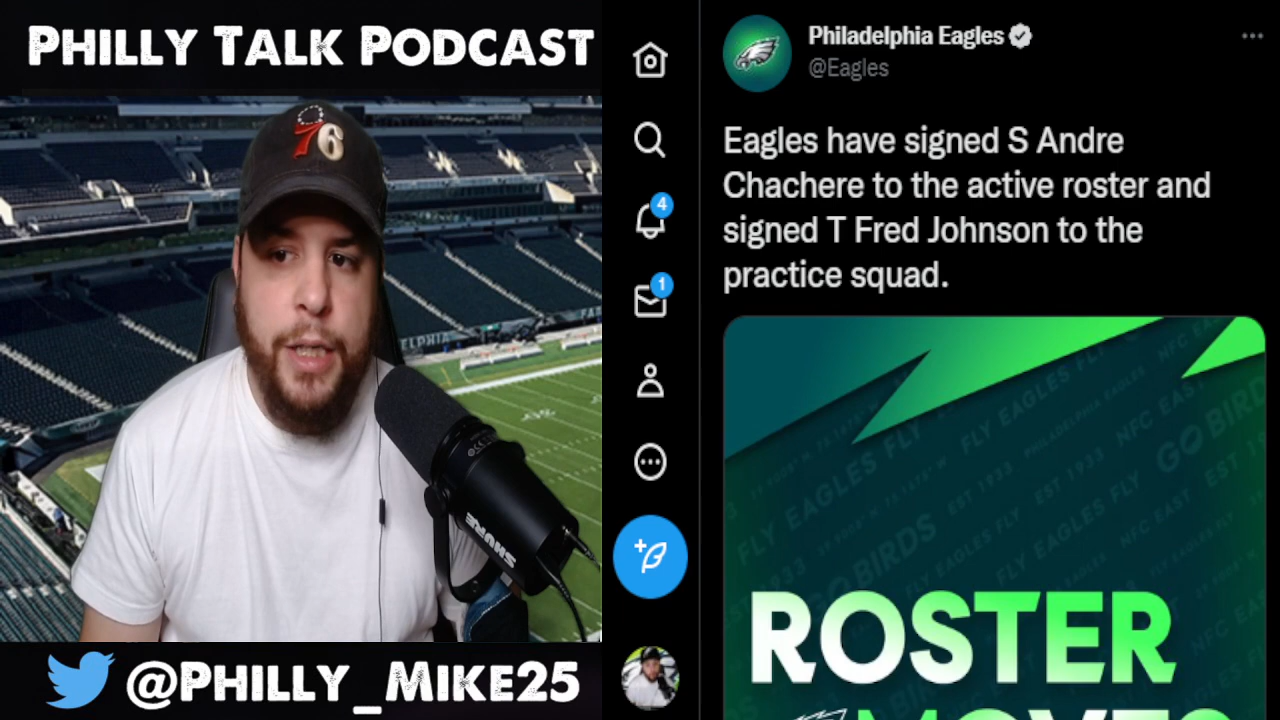 PHILLY TALK PODCAST
76
SHURE
@PHILLY_MIKE25
4
1
Philadelphia Eagles
@Eagles
Eagles have signed S Andre
Chachere to the active roster and
signed T Fred Johnson to the
practice squad.
FLY EAGLES FLY
NFC EAST
GO BIRDS
EST 1933
ROSTER
MOVES